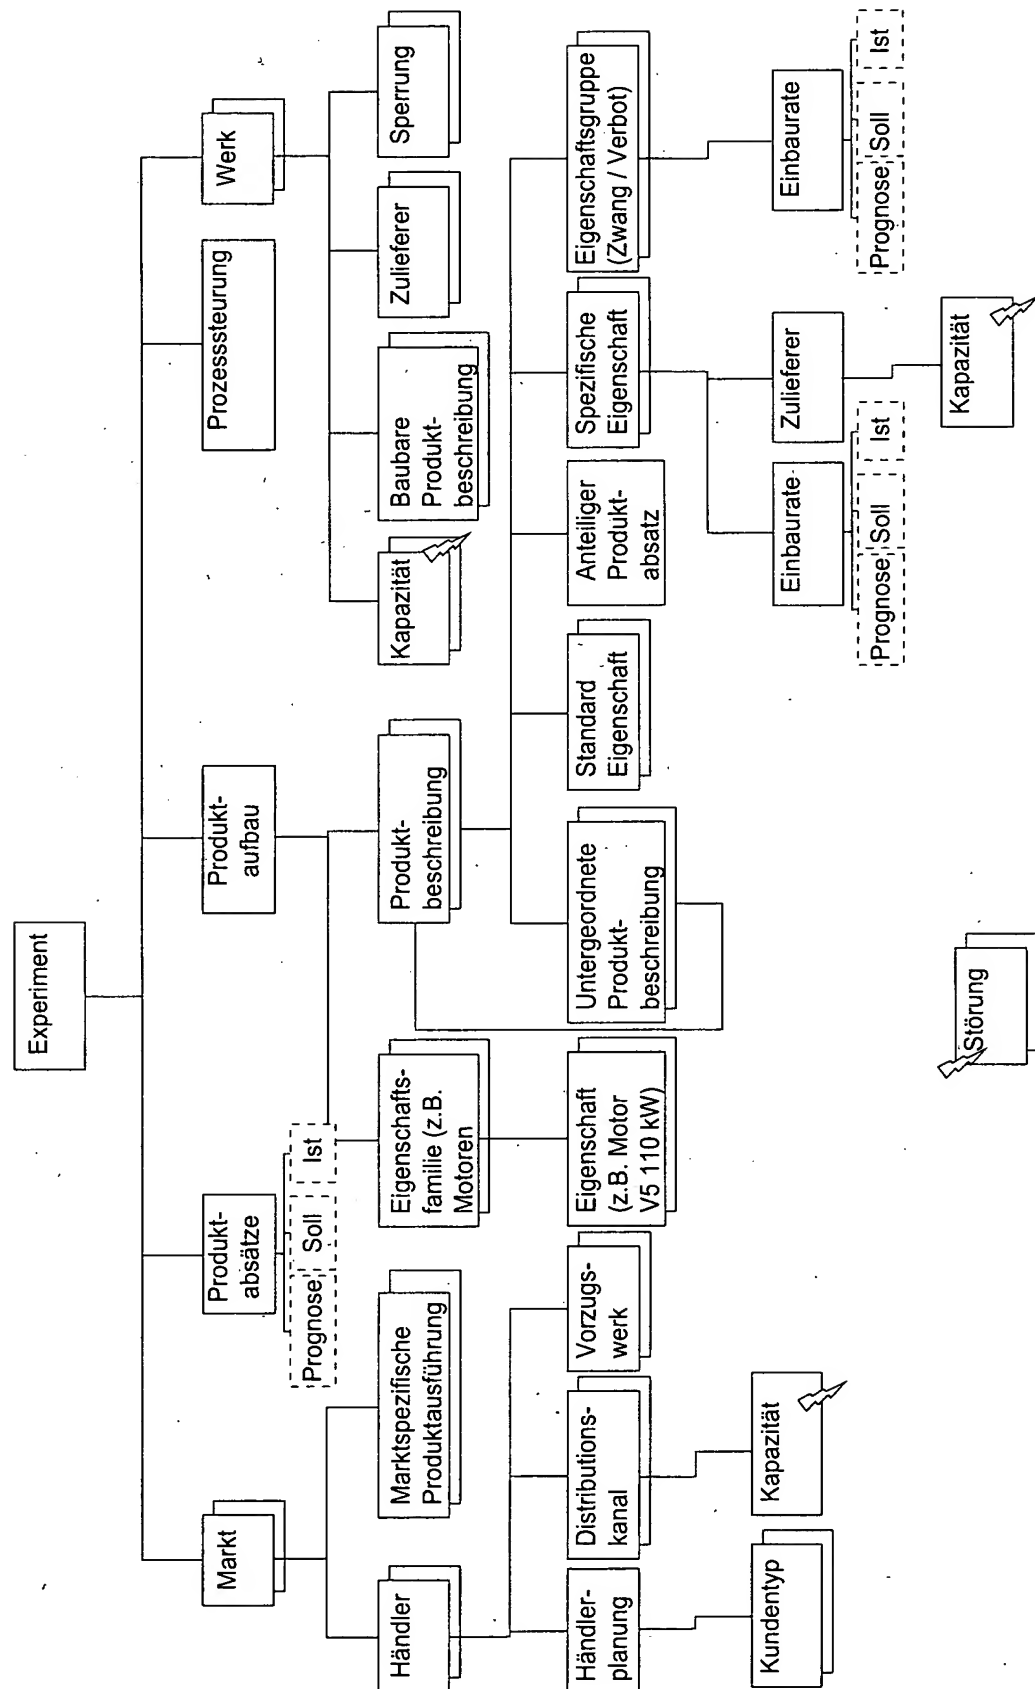 Experiment
Markt
Produkt-
absätze
Prognose
Soll
Ist
Produkt-
aufbau
Prozesssteurung
Werk
Händler
Marktspezifische
Produktausführung
Eigenschafts-
familie (z.B.
Motoren
Produkt-
beschreibung
Kapazität
Baubare
Produkt-
beschreibung
Zulieferer
Sperrung
Händler-
planung
Distributions-
kanal
Vorzugs-
werk
Eigenschaft
(z.B. Motor
V5 110 kW)
Untergeordnete
Produkt-
beschreibung
Standard
Eigenschaft
Anteiliger
Produkt-
absatz
Spezifische
Eigenschaft
Eigenschaftsgruppe
(Zwang / Verbot)
Kundentyp
Kapazität
Einbaurate
Prognose
Soll
Ist
Zulieferer
Einbaurate
Prognose
Soll
Ist
Kapazität
Störung